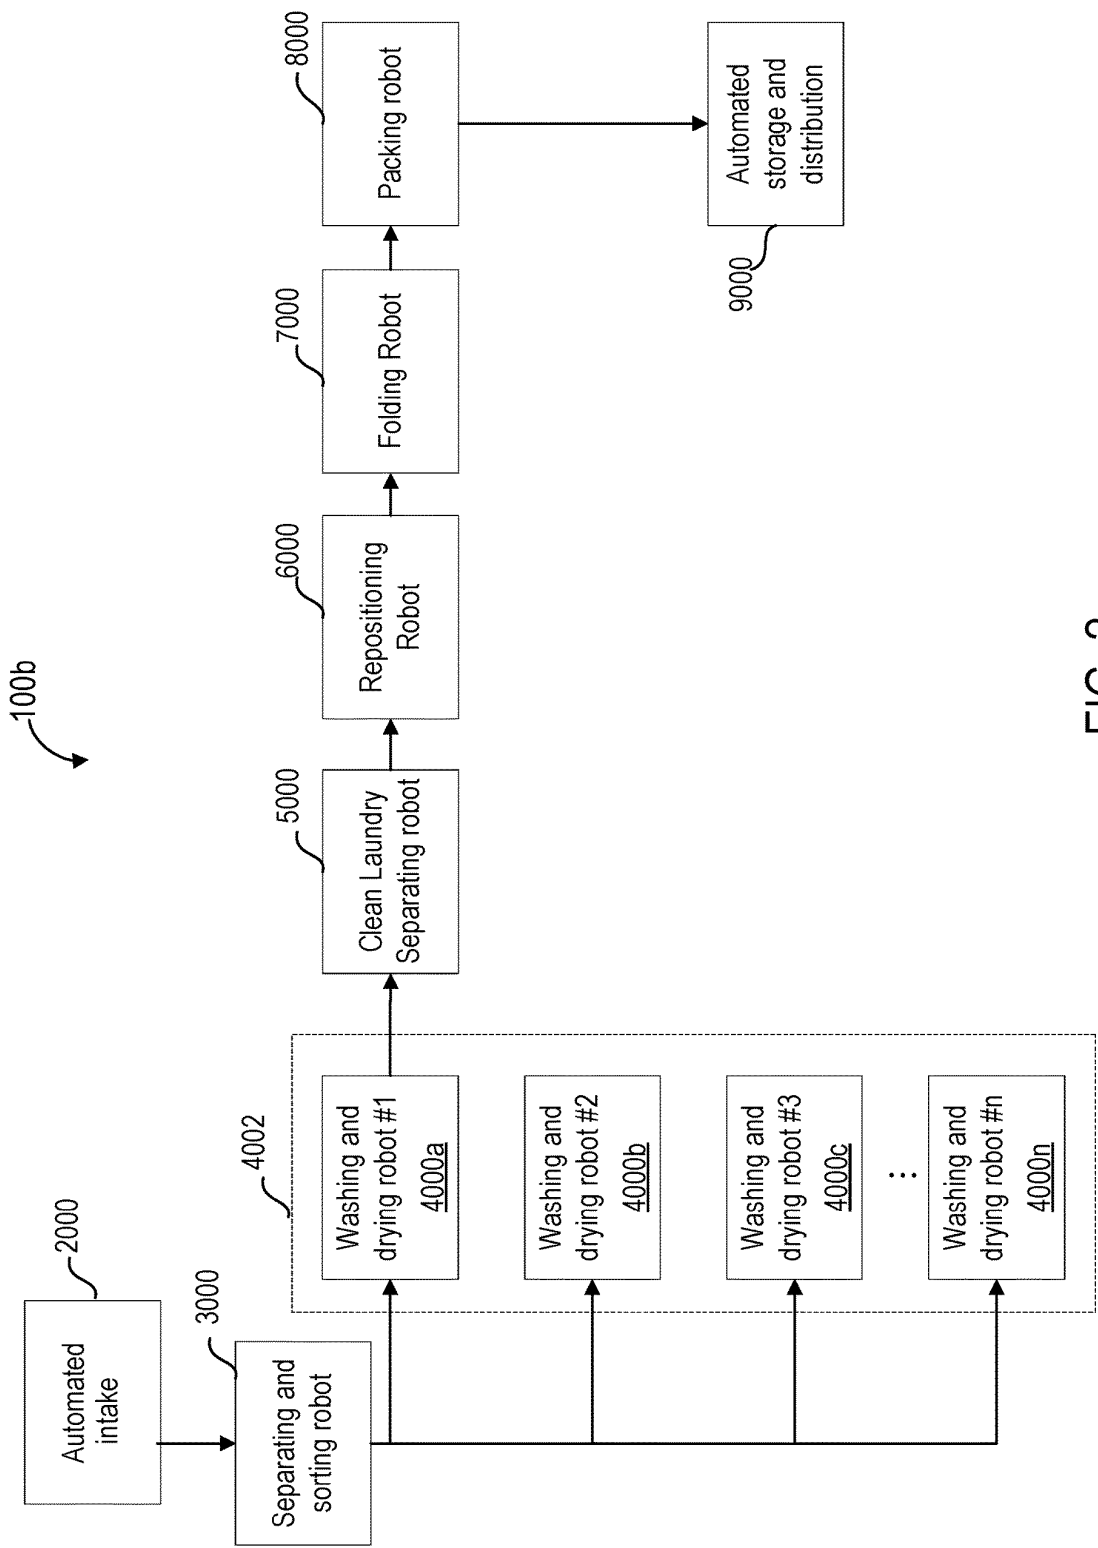 100b
2000
Automated
intake
3000
Separating and
sorting robot
4002
Washing and
drying robot #1
4000a
Washing and
drying robot #2
4000b
Washing and
drying robot #3
4000c
...
Washing and
drying robot #n
4000n
5000
Clean Laundry
Separating robot
6000
Repositioning
Robot
7000
Folding Robot
8000
Packing robot
9000
Automated
storage and
distribution
FIG.